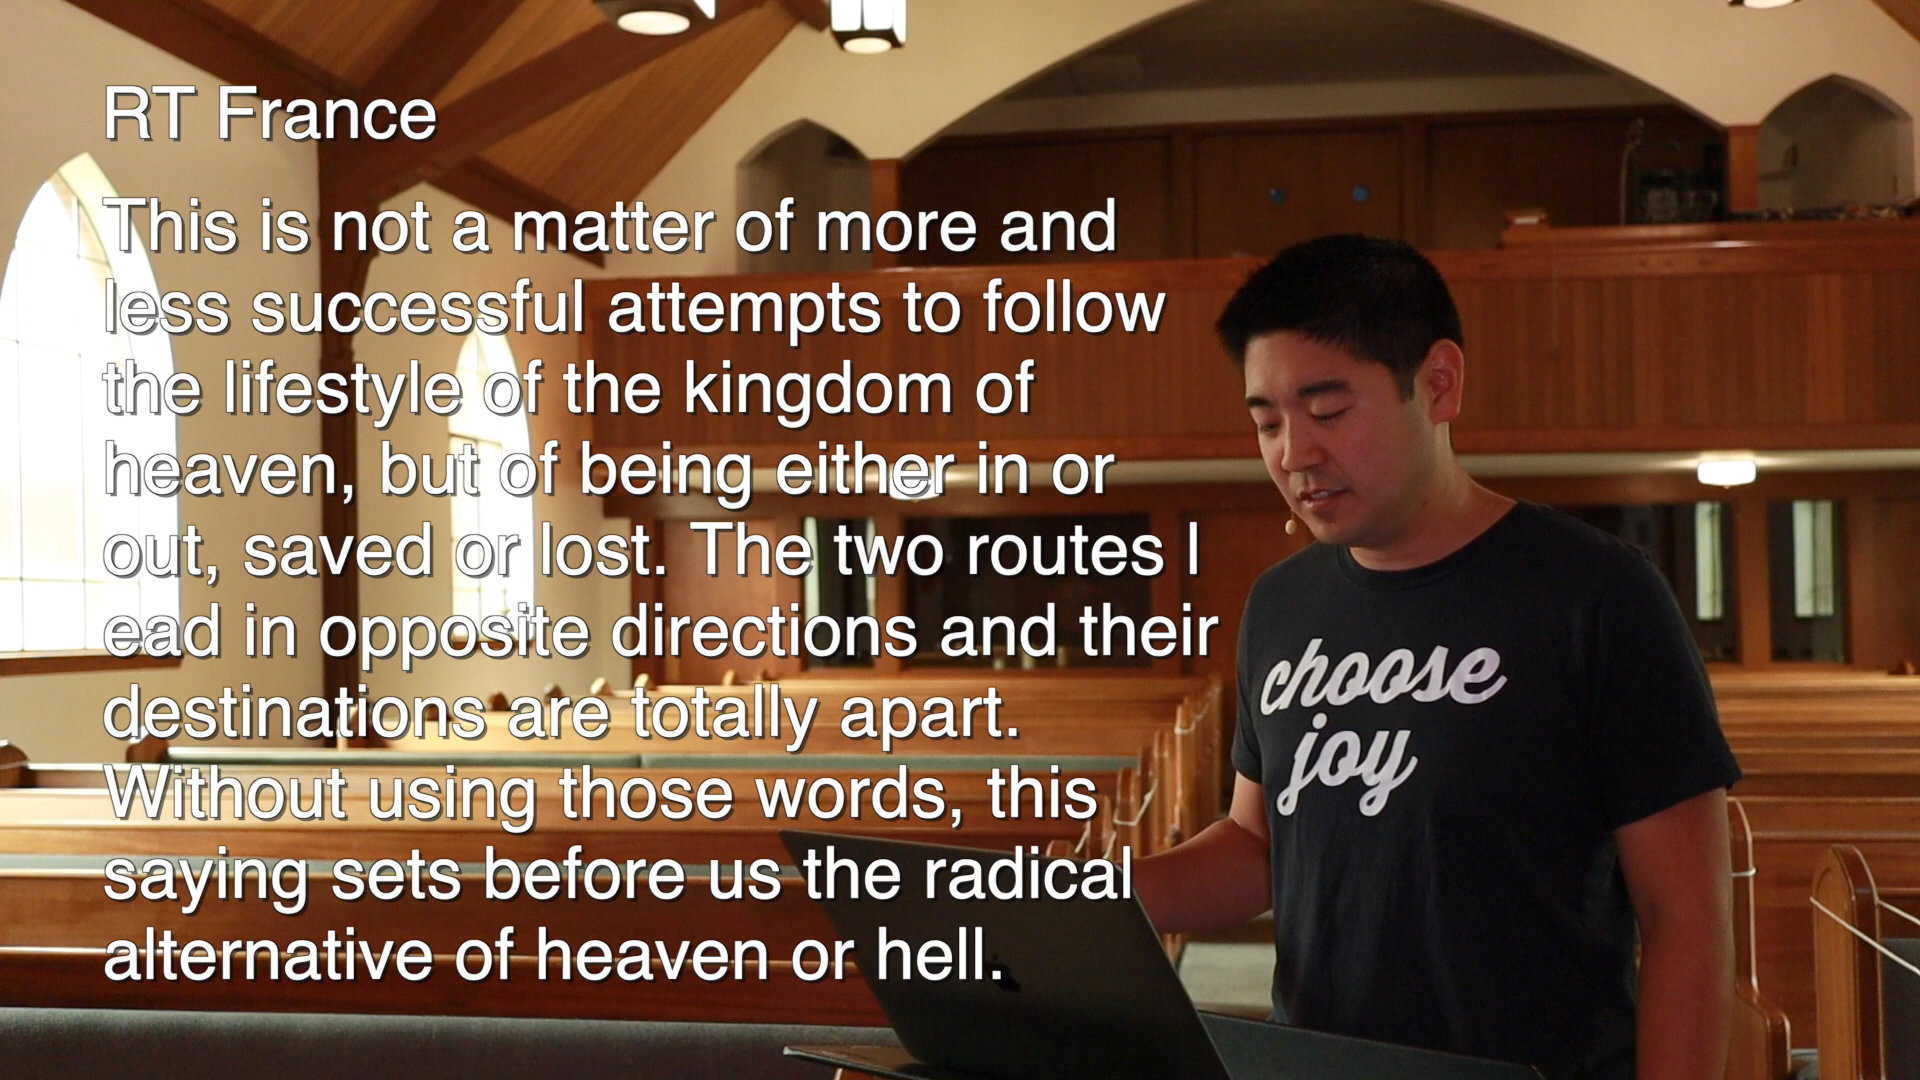 RT France
This is not a matter of more and
less successful attempts to follow
the lifestyle of the kingdom of
heaven, but of being either in or
out, saved or lost. The two routes l
ead in opposite directions and their
destinations are totally apart.
Without using those words, this
saying sets before us the radical
alternative of heaven or hell.
choose
joy